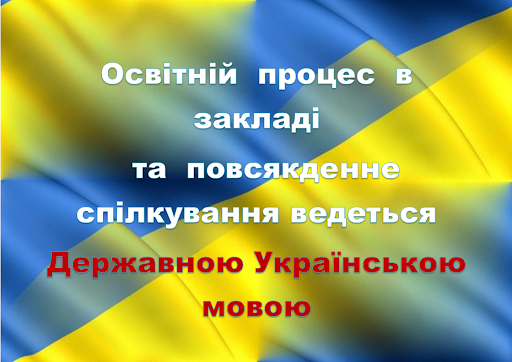 Освітній процес в
закладі
та повсякденне
спілкування ведеться
Державною Українською
мовою